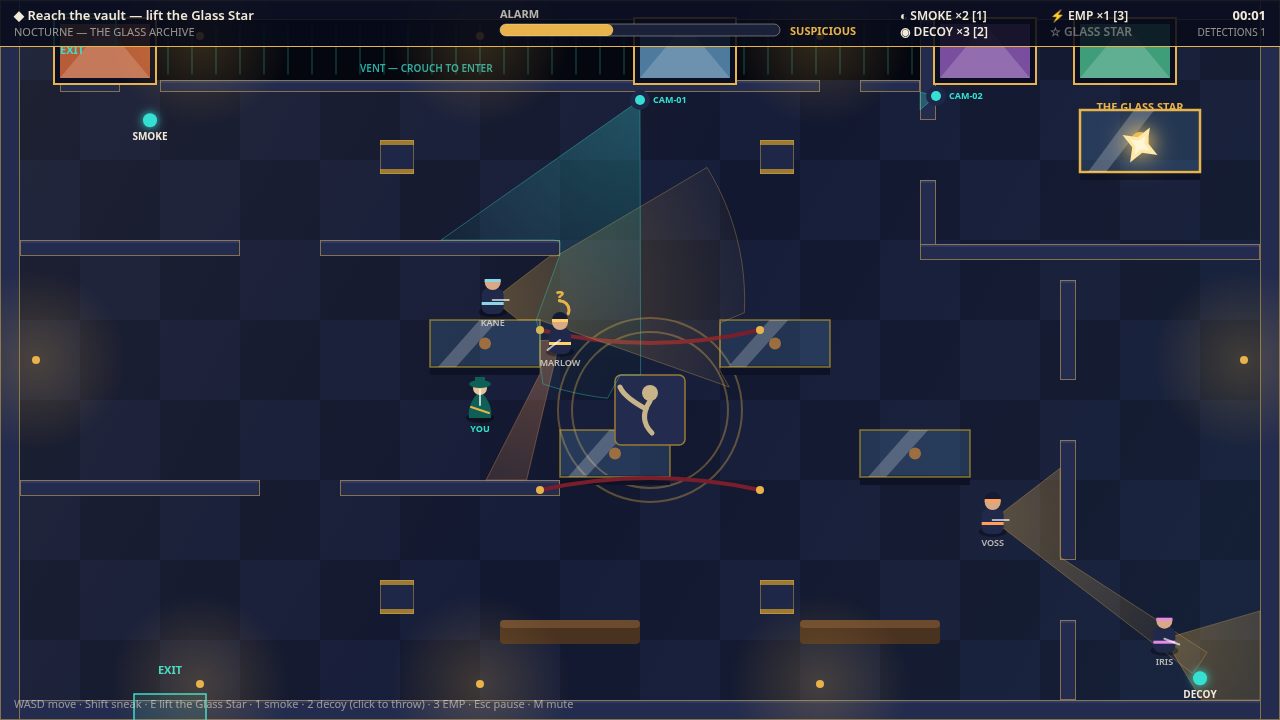 ◆ Reach the vault — lift the Glass Star
NOCTURNE — THE GLASS ARCHIVE
ALARM
SUSPICIOUS
SMOKE ×2 [1]
⚡ EMP ×1 [3]
◉ DECOY ×3 [2]
☆ GLASS STAR
00:01
DETECTIONS 1
EXIT
VENT — CROUCH TO ENTER
CAM-01
CAM-02
THE GLASS STAR
SMOKE
?
KANE
MARLOW
YOU
VOSS
IRIS
DECOY
EXIT
WASD move · Shift sneak · E lift the Glass Star · 1 smoke · 2 decoy (click to throw) · 3 EMP · Esc pause · M mute